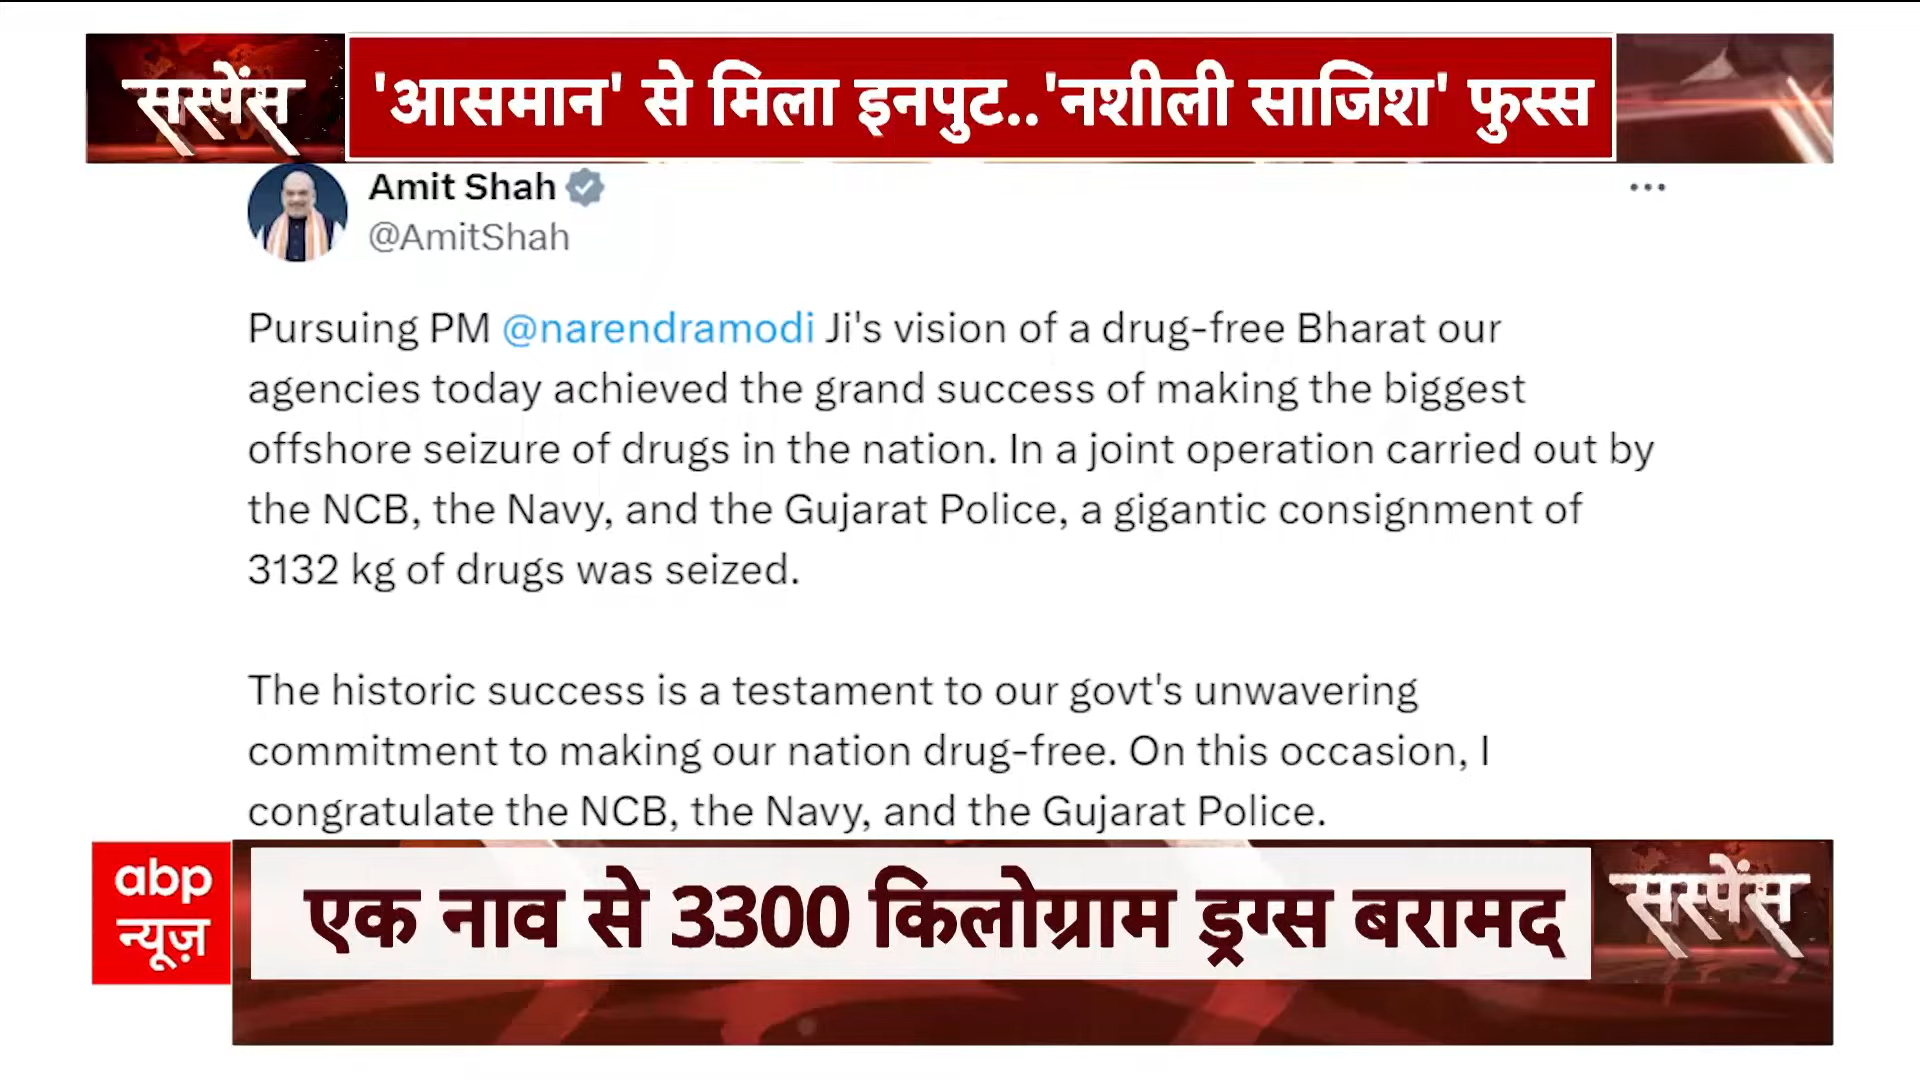 सस्पेंस
'आसमान' से मिला इनपुट..'नशीली साजिश' फुस्स
Amit Shah
@AmitShah
Pursuing PM @narendramodi Ji's vision of a drug-free Bharat our
agencies today achieved the grand success of making the biggest
offshore seizure of drugs in the nation. In a joint operation carried out by
the NCB, the Navy, and the Gujarat Police, a gigantic consignment of
3132 kg of drugs was seized.
The historic success is a testament to our govt's unwavering
commitment to making our nation drug-free. On this occasion, I
congratulate the NCB, the Navy, and the Gujarat Police.
abp
न्यूज़
एक नाव से 3300 किलोग्राम ड्रग्स बरामद
सस्पेंस